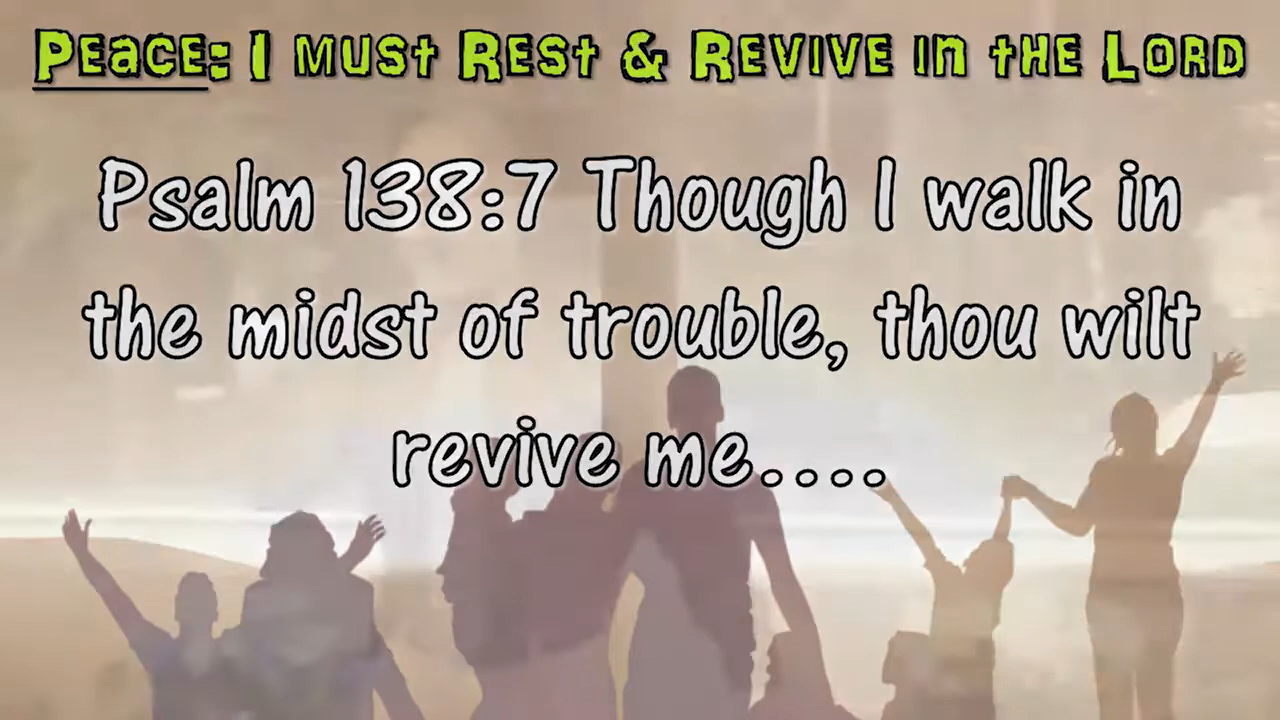 Peace: I must Rest & Revive in the Lord
Psalm 138:7 Though I walk in
the midst of trouble, thou wilt
revive me....